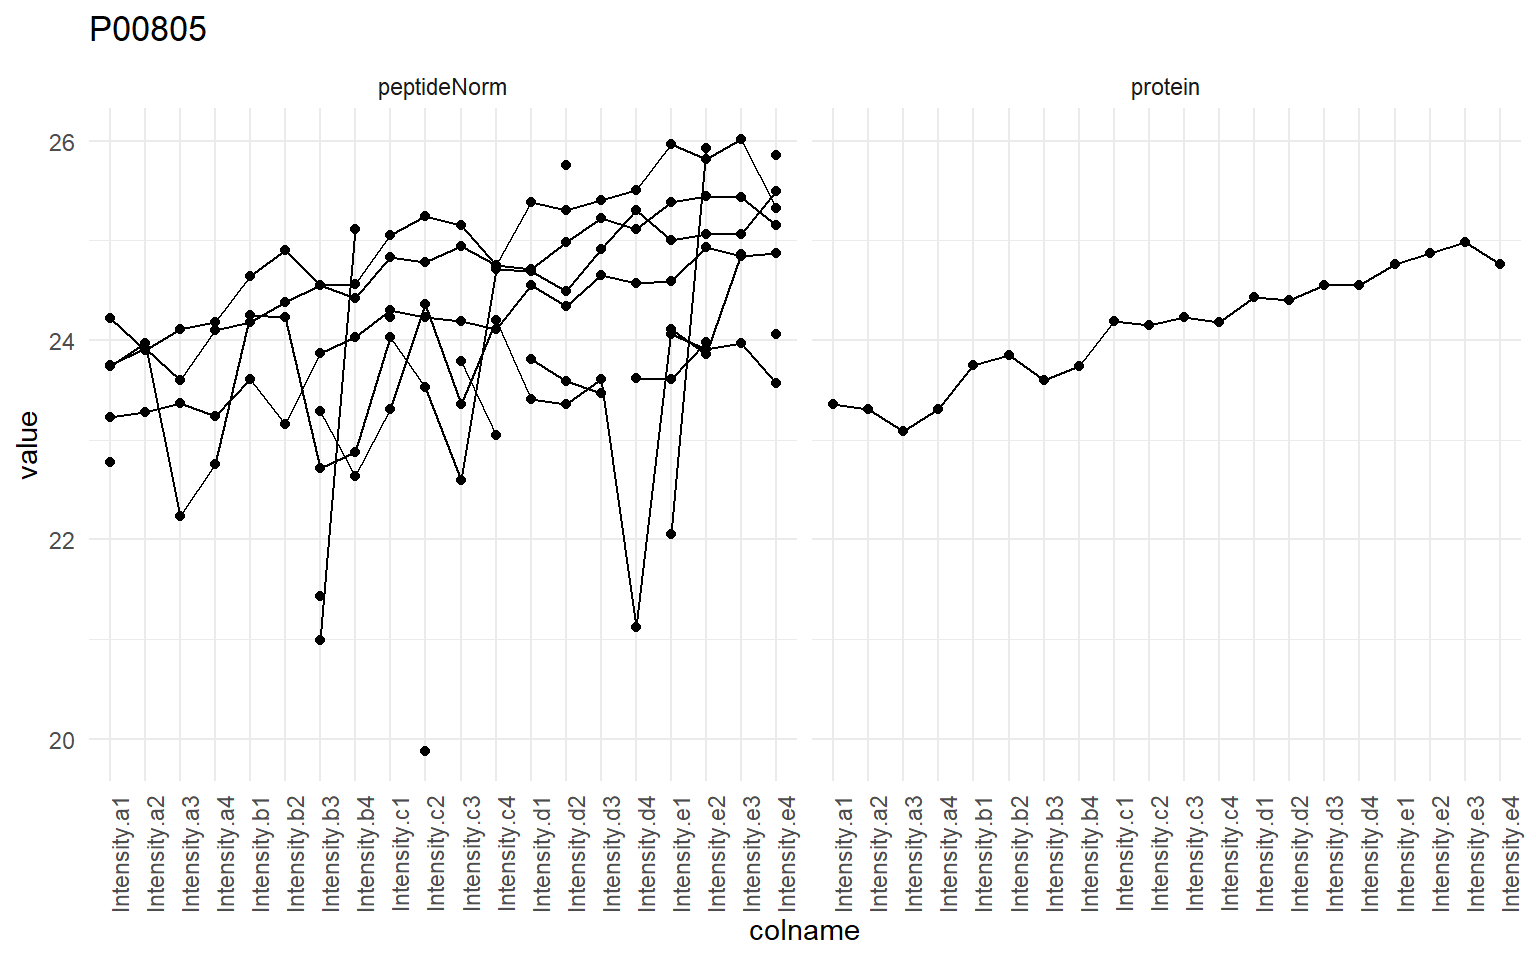 P00805
peptideNorm
protein
26
24
22
20
value
Intensity.a1
Intensity.a2
Intensity.a3
Intensity.a4
Intensity.b1
Intensity.b2
Intensity.b3
Intensity.b4
Intensity.c1
Intensity.c2
Intensity.c3
Intensity.c4
Intensity.d1
Intensity.d2
Intensity.d3
Intensity.d4
Intensity.e1
Intensity.e2
Intensity.e3
Intensity.e4
Intensity.a1
Intensity.a2
Intensity.a3
Intensity.a4
Intensity.b1
Intensity.b2
Intensity.b3
Intensity.b4
Intensity.c1
Intensity.c2
Intensity.c3
Intensity.c4
Intensity.d1
Intensity.d2
Intensity.d3
Intensity.d4
Intensity.e1
Intensity.e2
Intensity.e3
Intensity.e4
colname